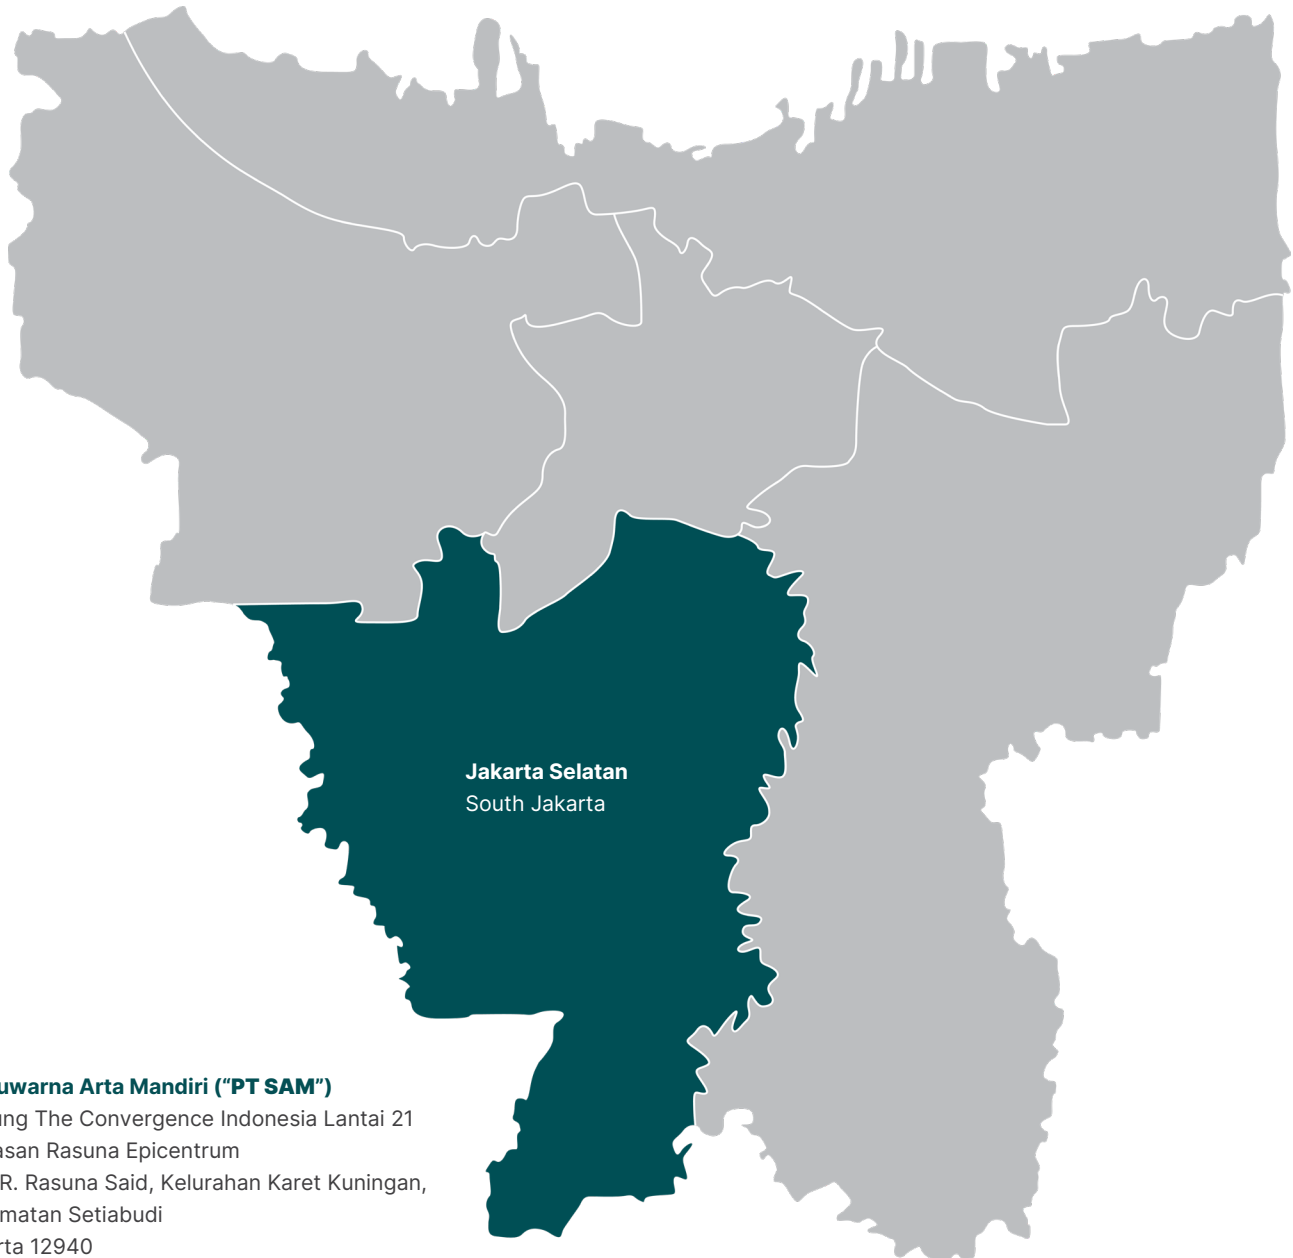 Jakarta Selatan
South Jakarta
uwarna Arta Mandiri (“PT SAM”)
ung The Convergence Indonesia Lantai 21
asan Rasuna Epicentrum
R. Rasuna Said, Kelurahan Karet Kuningan,
matan Setiabudi
rta 12940